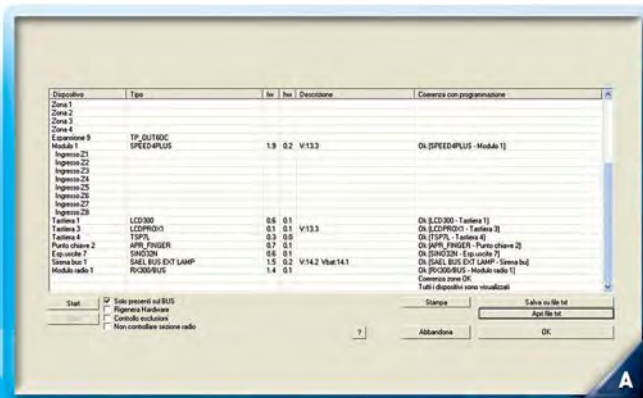 Dispositivo Tipo fw hw Descrizione Coerenza con programmazione
Zona 1
Zona 2
Zona 3
Zona 4
Espansione 9 TP_OUT6DC
Modulo 1 SPEED4PLUS 1.9 0.2 V:13.3 Ok [SPEED4PLUS - Modulo 1]
Ingresso Z1
Ingresso Z2
Ingresso Z3
Ingresso Z4
Ingresso Z5
Ingresso Z6
Ingresso Z7
Ingresso Z8
Tastiera 1 LCD300 0.6 0.1 Ok [LCD300 - Tastiera 1]
Tastiera 3 LCDPROX1 0.1 0.1 V:13.3 Ok [LCDPROX1 - Tastiera 3]
Tastiera 4 TSP7L 0.3 0.0 Ok [TSP7L - Tastiera 4]
Punto chiave 2 APR_FINGER 0.7 0.1 Ok [APR_FINGER - Punto chiave 2]
Esp.uscite 7 SINO32N 0.6 0.1 Ok [SINO32N - Esp.uscite 7]
Sirena bus 1 SAEL BUS EXT LAMP 1.5 0.2 V:14.2 Vbat:14.1 Ok [SAEL BUS EXT LAMP - Sirena bu]
Modulo radio 1 RX300/BUS 1.4 0.1 Ok [RX300/BUS - Modulo radio 1]
Coerenza zone OK
Tutti i dispositivi sono visualizzati
Start
Solo presenti sul BUS
Rigenera Hardware
Controllo esclusioni
Non controllare sezione radio
?
Stampa
Salva su file txt
Apri file txt
Abbandona
OK
A